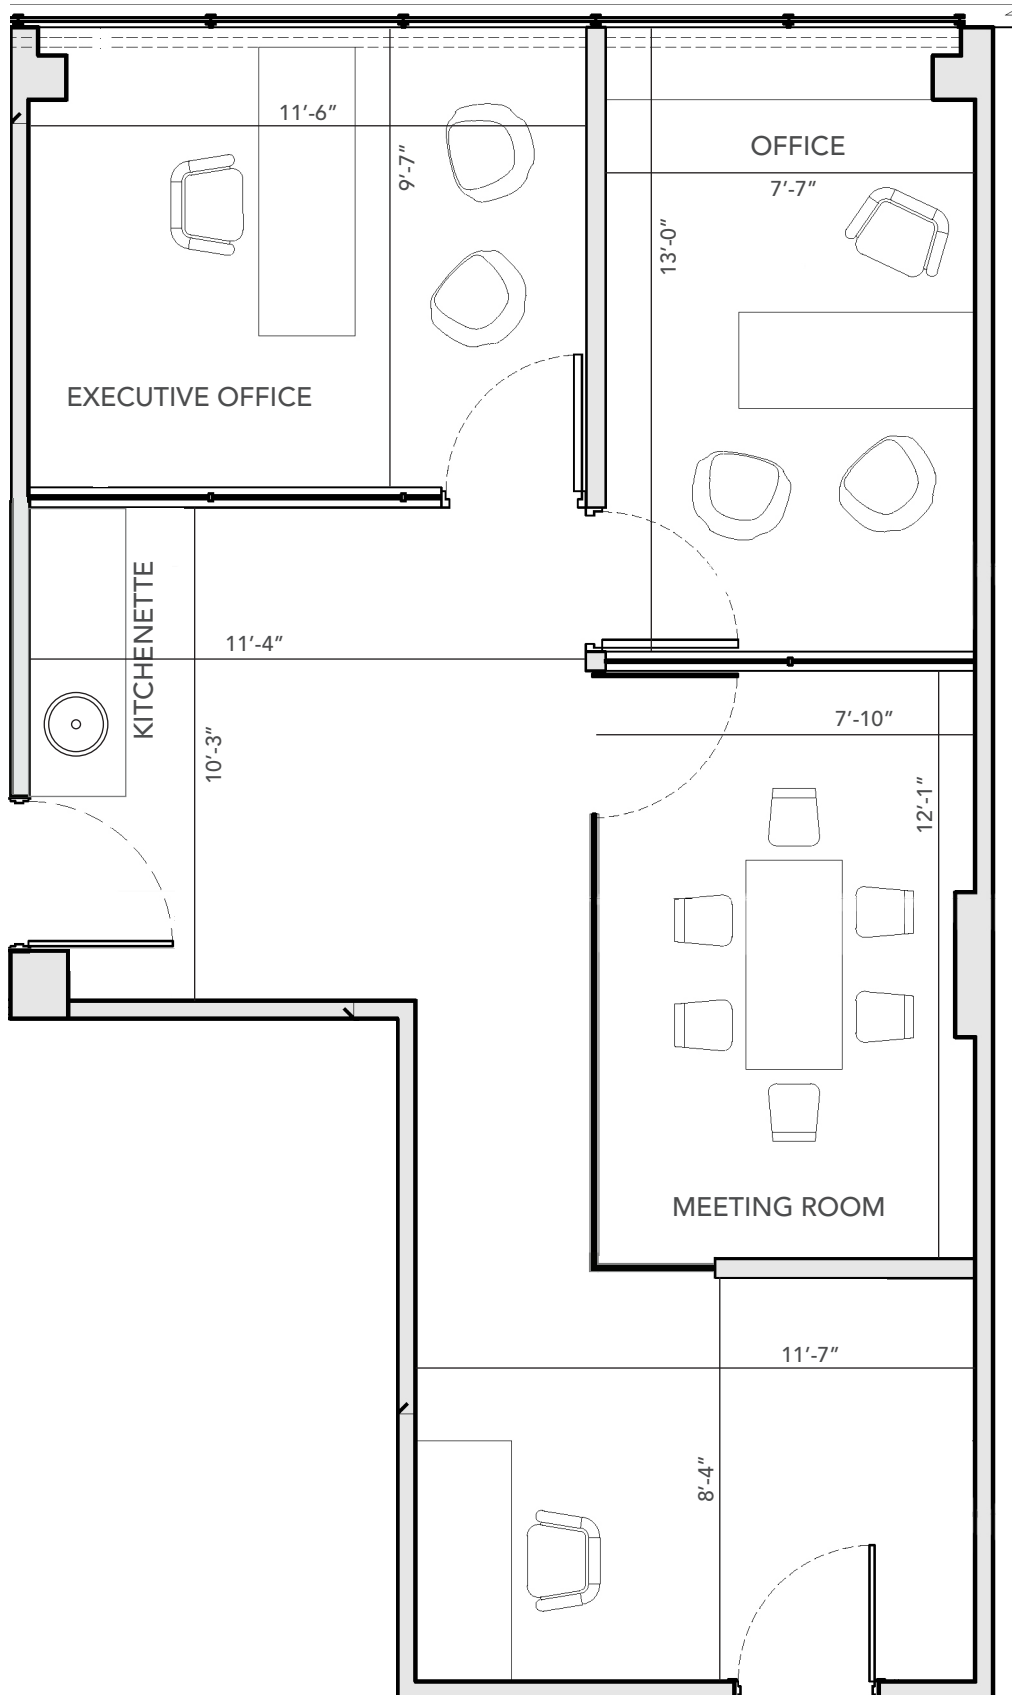 11'-6"
9'-7"
OFFICE
7'-7"
13'-0"
EXECUTIVE OFFICE
KITCHENETTE
11'-4"
10'-3"
7'-10"
12'-1"
MEETING ROOM
11'-7"
8'-4"